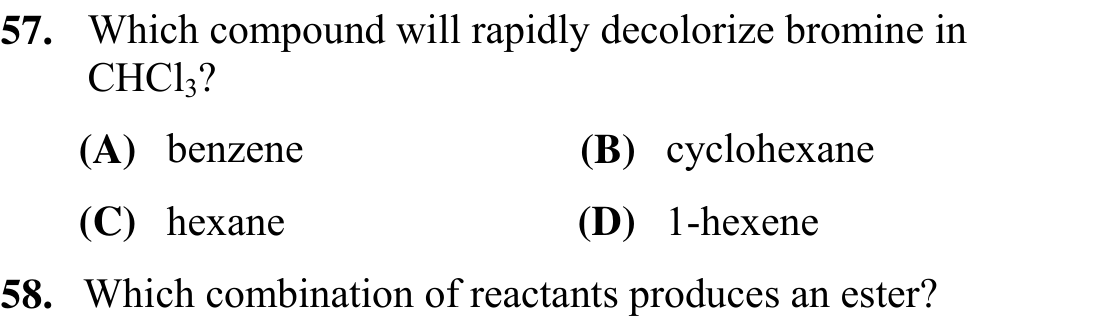 57. Which compound will rapidly decolorize bromine in
CHCl₃?
(A) benzene (B) cyclohexane
(C) hexane (D) 1-hexene
58. Which combination of reactants produces an ester?